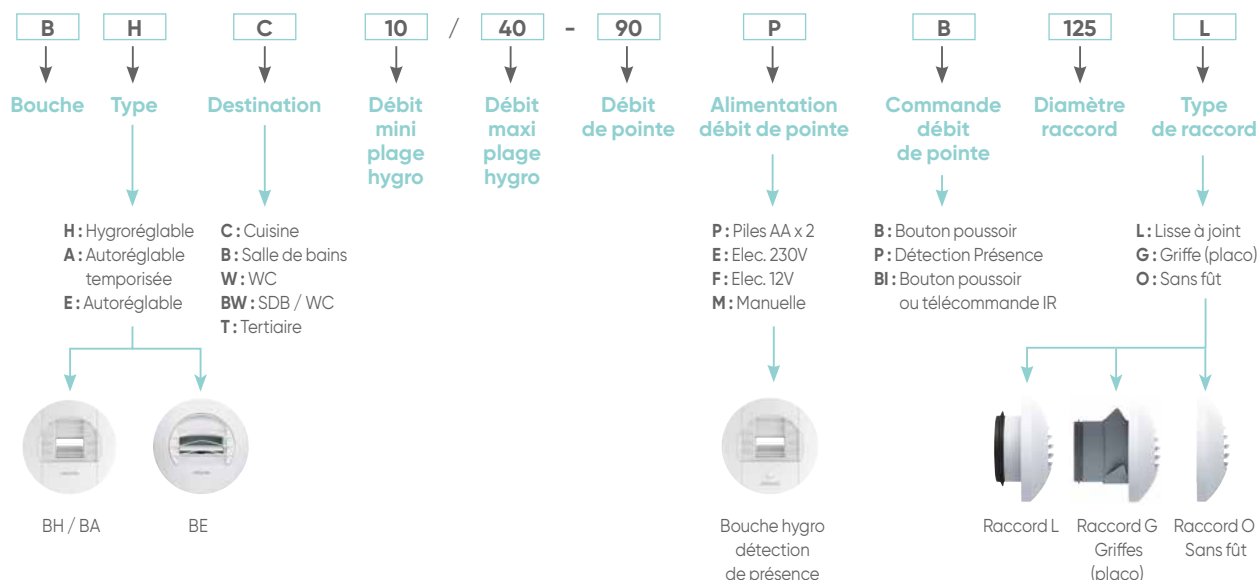 B H C 10 / 40 - 90 P B 125 L
Bouche
Type
Destination
Débit
mini
plage
hygro
Débit
maxi
plage
hygro
Débit
de pointe
Alimentation
débit de pointe
Commande
débit
de pointe
Diamètre
raccord
Type
de raccord
H : Hygroréglable
A : Autoréglable
temporisée
E : Autoréglable
C : Cuisine
B : Salle de bains
W : WC
BW : SDB / WC
T : Tertiaire
P : Piles AA x 2
E : Elec. 230V
F : Elec. 12V
M : Manuelle
B : Bouton poussoir
P : Détection Présence
BI : Bouton poussoir
ou télécommande IR
L : Lisse à joint
G : Griffe (placo)
O : Sans fût
BH / BA
BE
Bouche hygro
détection
de présence
Raccord L
Raccord G
Griffes
(placo)
Raccord O
Sans fût